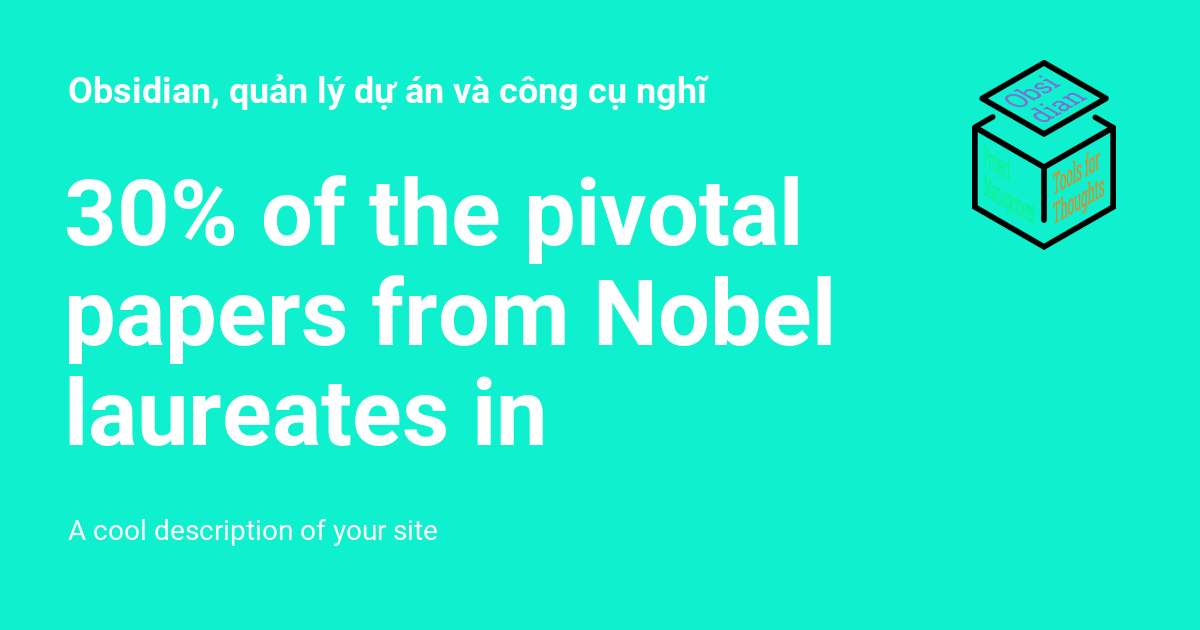 Obsidian, quản lý dự án và công cụ nghĩ
30% of the pivotal
papers from Nobel
laureates in
A cool description of your site
Obsi
dian
Project
Management
Tools for
Thoughts